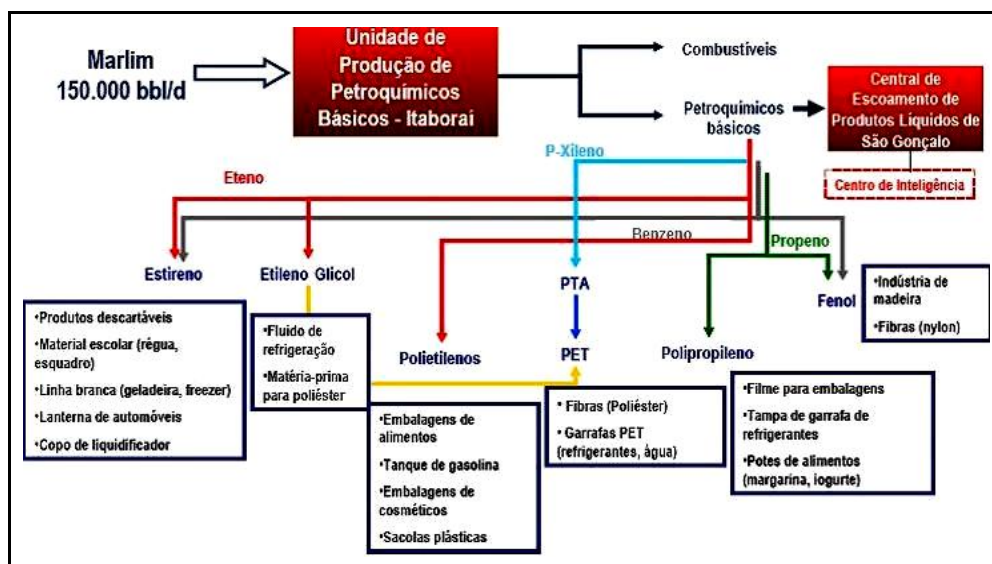 Marlim
150.000 bbl/d
Unidade de
Produção de
Petroquímicos
Básicos - Itaboraí
Combustíveis
Petroquímicos
básicos
Central de
Escoamento de
Produtos Líquidos de
São Gonçalo
Centro de Inteligência
P-Xileno
Eteno
Benzeno
Propeno
Estireno
Etileno Glicol
PTA
Fenol
•Produtos descartáveis
•Material escolar (régua,
esquadro)
•Linha branca (geladeira, freezer)
•Lanterna de automóveis
•Copo de liquidificador
•Fluido de
refrigeração
•Matéria-prima
para poliéster
Polietilenos
PET
Polipropileno
•Indústria de
madeira
•Fibras (nylon)
•Embalagens de
alimentos
•Tanque de gasolina
•Embalagens de
cosméticos
•Sacolas plásticas
• Fibras (Poliéster)
• Garrafas PET
(refrigerantes, água)
•Filme para embalagens
•Tampa de garrafa de
refrigerantes
•Potes de alimentos
(margarina, iogurte)